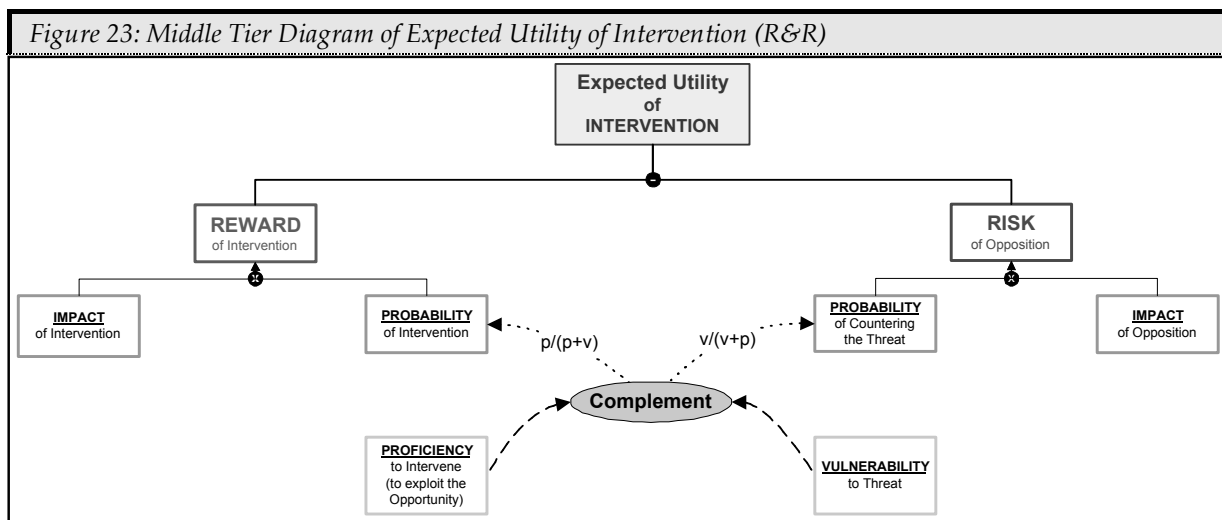 Figure 23: Middle Tier Diagram of Expected Utility of Intervention (R&R)
Expected Utility
of
INTERVENTION
REWARD
of Intervention
RISK
of Opposition
IMPACT
of Intervention
PROBABILITY
of Intervention
PROBABILITY
of Countering
the Threat
IMPACT
of Opposition
p/(p+v)
v/(v+p)
Complement
PROFICIENCY
to Intervene
(to exploit the
Opportunity)
VULNERABILITY
to Threat